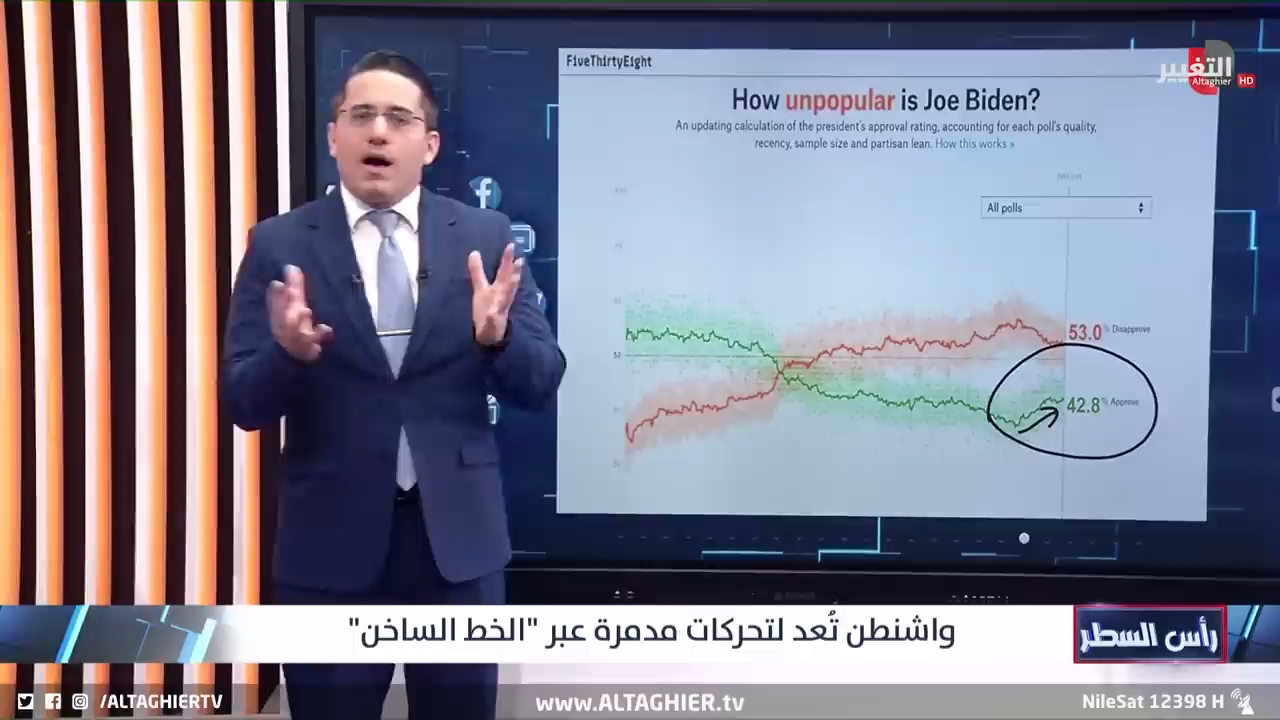 التغيير
Altaghier
HD
FiveThirtyEight
How unpopular is Joe Biden?
An updating calculation of the president's approval rating, accounting for each poll's quality,
recency, sample size and partisan lean. How this works »
All polls
53.0% Disapprove
50
42.8% Approve
واشنطن تُعد لتحركات مدمرة عبر "الخط الساخن"
رأس السطر
/ALTAGHIERTV
www.ALTAGHIER.tv
NileSat 12398 H